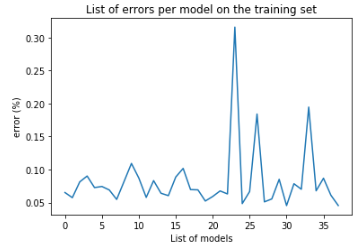 List of errors per model on the training set
error (%)
0.30
0.25
0.20
0.15
0.10
0.05
0 5 10 15 20 25 30 35
List of models